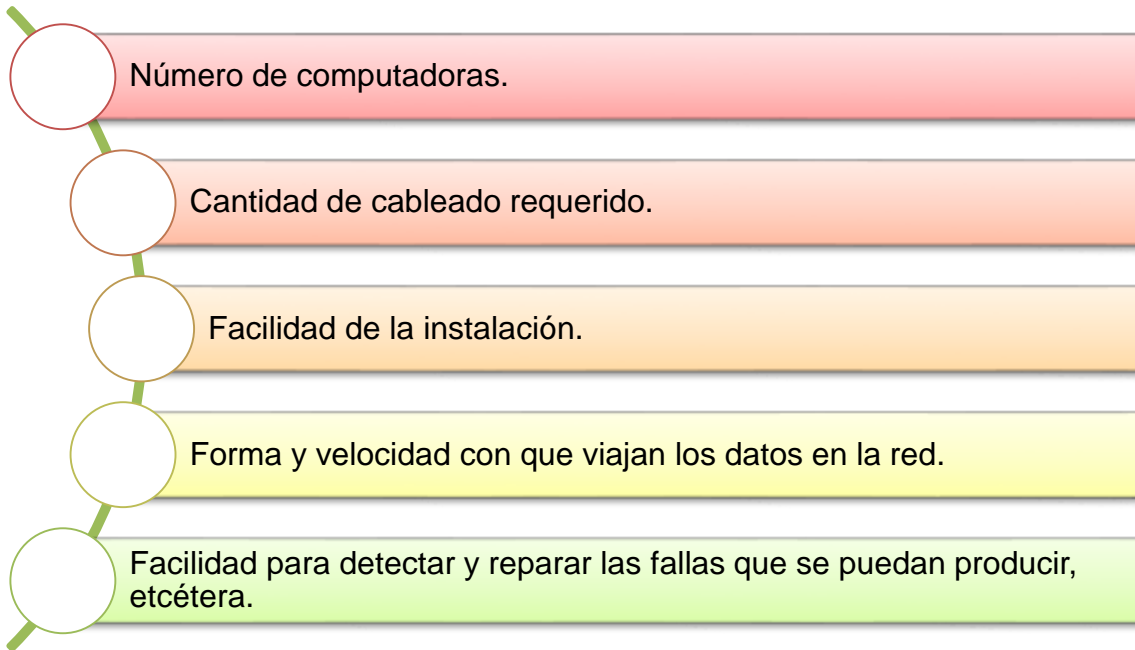 Número de computadoras.
Cantidad de cableado requerido.
Facilidad de la instalación.
Forma y velocidad con que viajan los datos en la red.
Facilidad para detectar y reparar las fallas que se puedan producir,
etcétera.